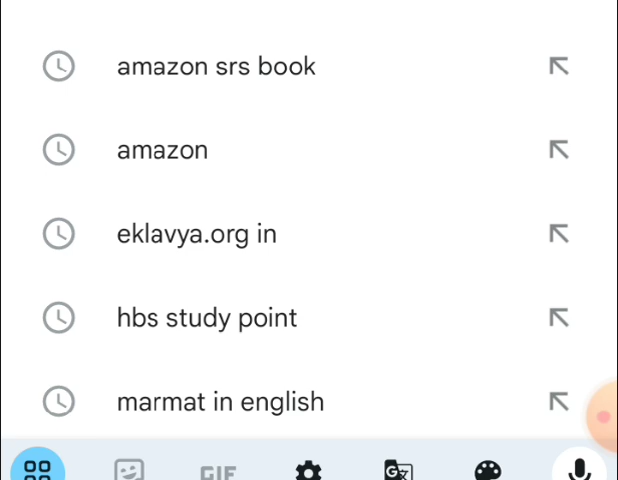 amazon srs book
amazon
eklavya.org in
hbs study point
marmat in english
GIF
G